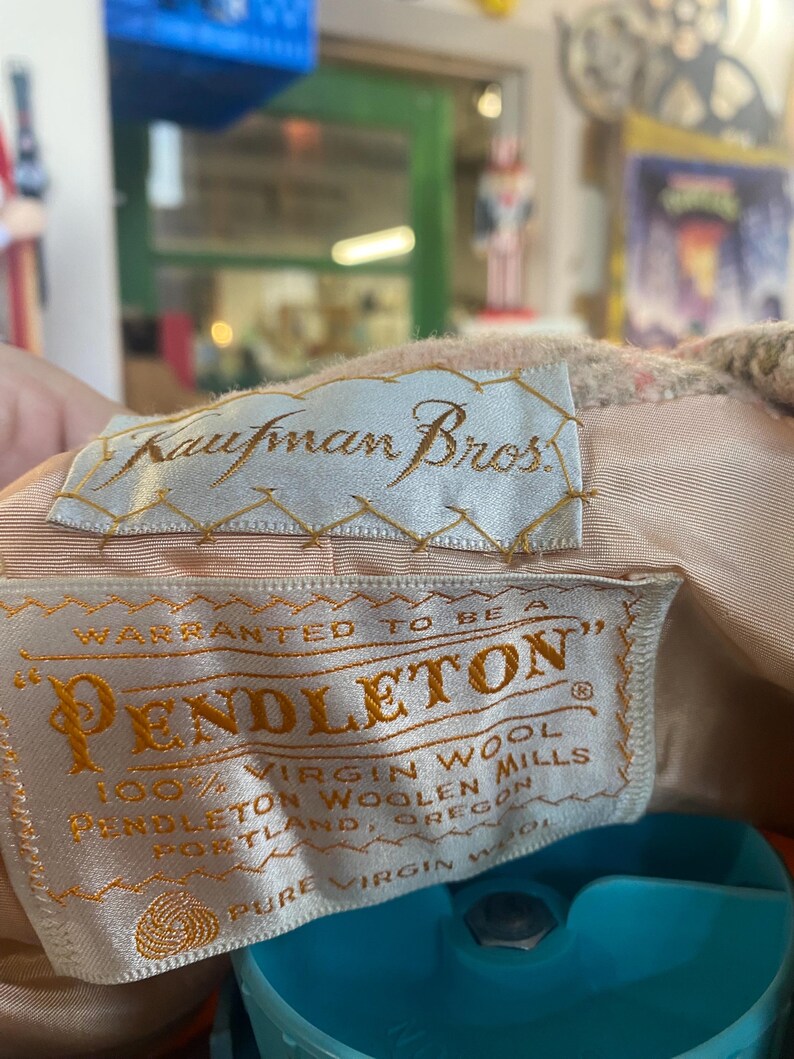 Kaufman Bros.
WARRANTED TO BE A
"PENDLETON"®
100% VIRGIN WOOL
PENDLETON WOOLEN MILLS
PORTLAND, OREGON
PURE VIRGIN WOOL